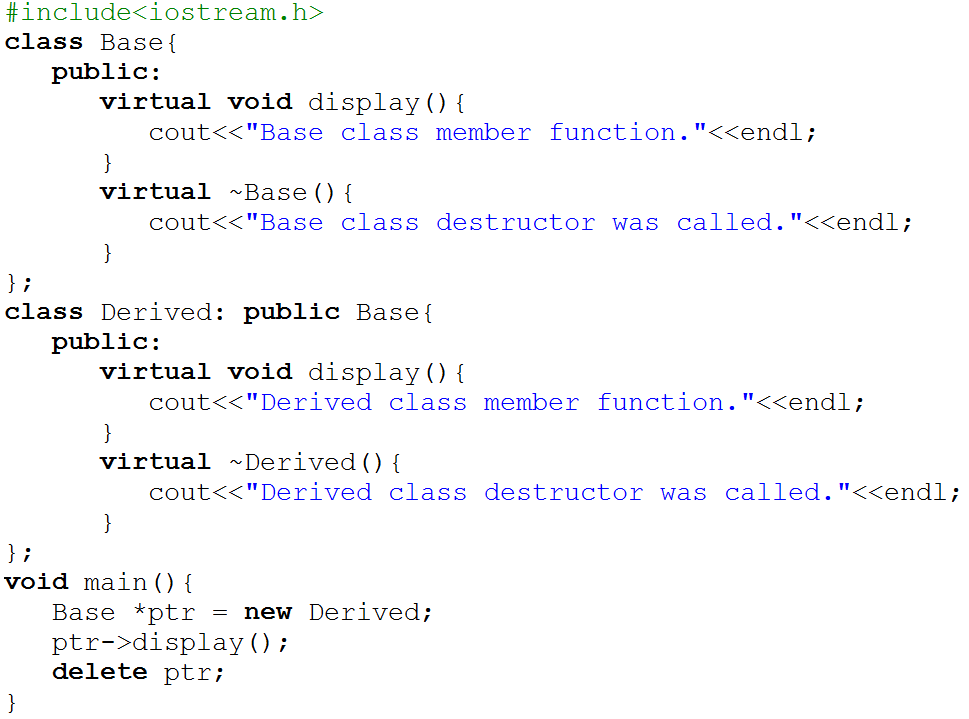 #include<iostream.h>
class Base{
   public:
      virtual void display(){
         cout<<"Base class member function."<<endl;
      }
      virtual ~Base(){
         cout<<"Base class destructor was called."<<endl;
      }
};
class Derived: public Base{
   public:
      virtual void display(){
         cout<<"Derived class member function."<<endl;
      }
      virtual ~Derived(){
         cout<<"Derived class destructor was called."<<endl;
      }
};
void main(){
   Base *ptr = new Derived;
   ptr->display();
   delete ptr;
}